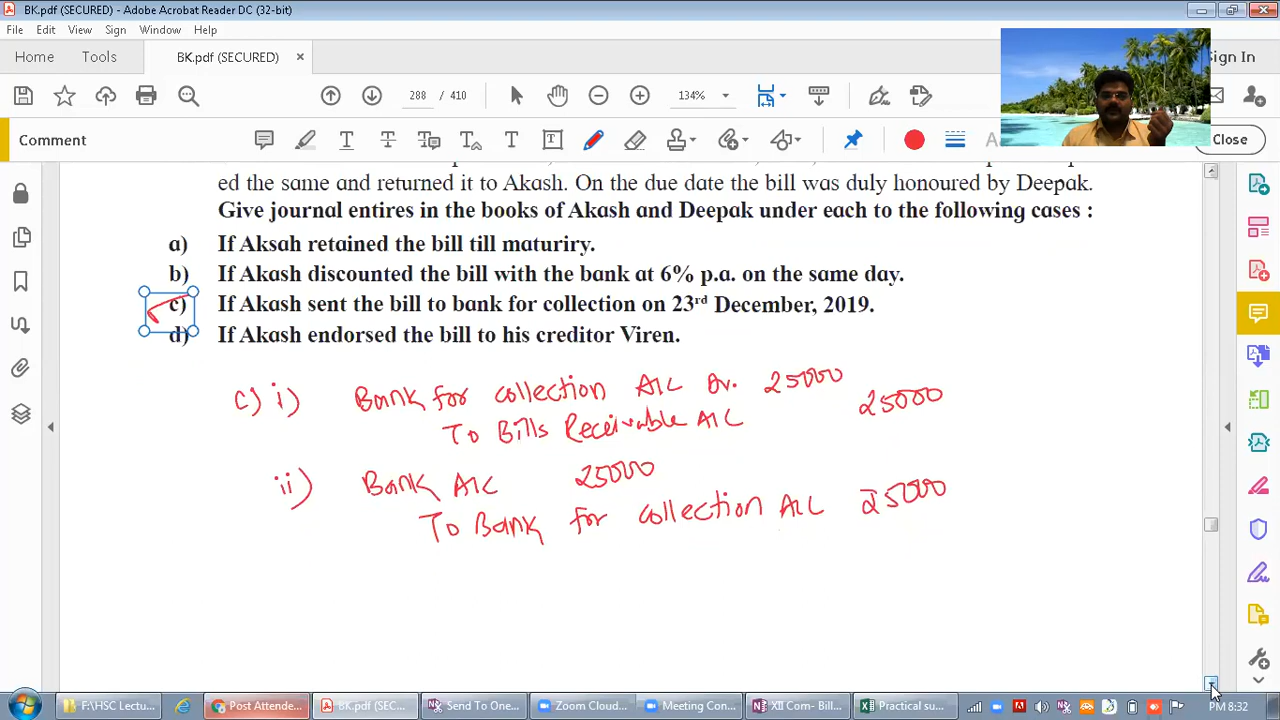 BK.pdf (SECURED) - Adobe Acrobat Reader DC (32-bit)
File Edit View Sign Window Help
Home Tools BK.pdf (SECURED) × Sign In
288 / 410 134%
Comment Close
ed the same and returned it to Akash. On the due date the bill was duly honoured by Deepak.
Give journal entires in the books of Akash and Deepak under each to the following cases :
a) If Aksah retained the bill till maturiry.
b) If Akash discounted the bill with the bank at 6% p.a. on the same day.
c) If Akash sent the bill to bank for collection on 23rd December, 2019.
d) If Akash endorsed the bill to his creditor Viren.
c) i) Bank for collection A/C Dr. 25000
To Bills Receivable A/C 25000
ii) Bank A/C 25000
To Bank for collection A/C 25000
F:\HSC Lectu... Post Attende... BK.pdf (SEC... Send To One... Zoom Cloud... Meeting Con... XII Com- Bill... Practical su... PM 8:32